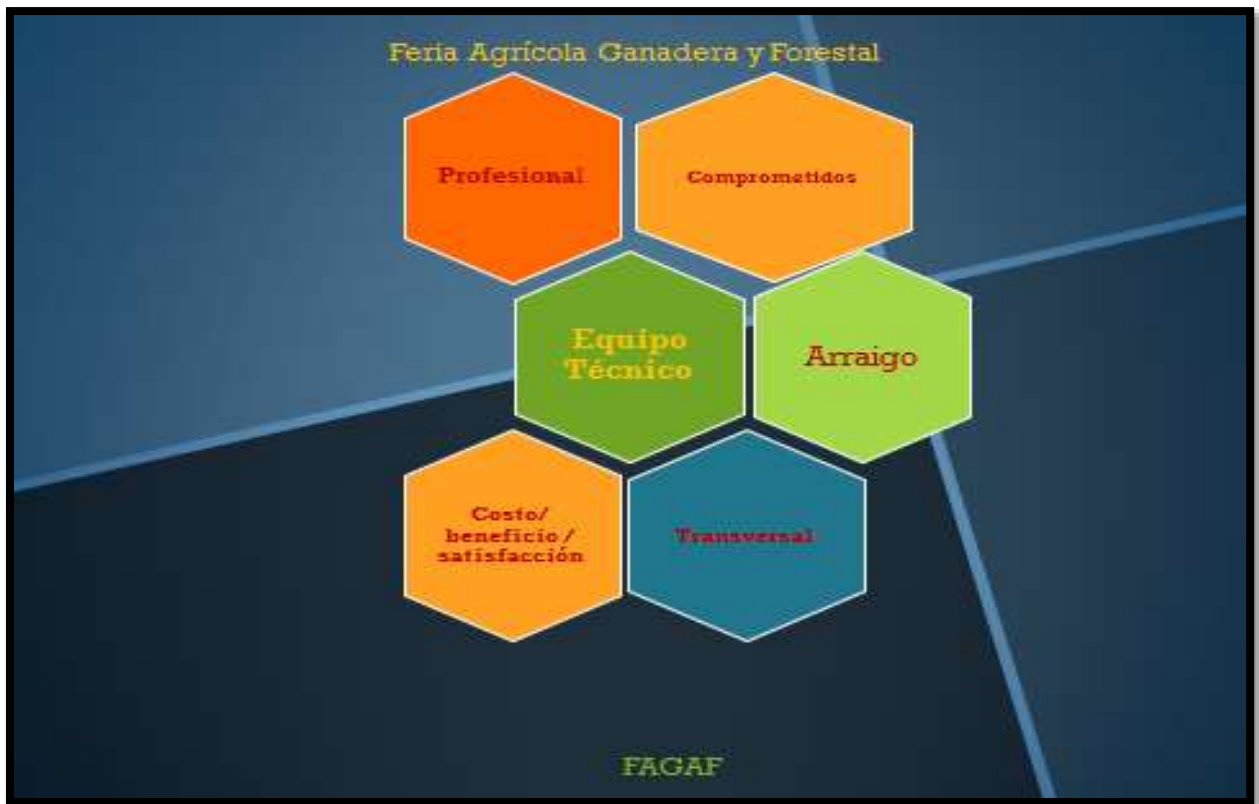 Feria Agrícola Ganadera y Forestal
Profesional
Comprometidos
Equipo
Técnico
Arraigo
Costo/
beneficio /
satisfacción
Transversal
FAGAF